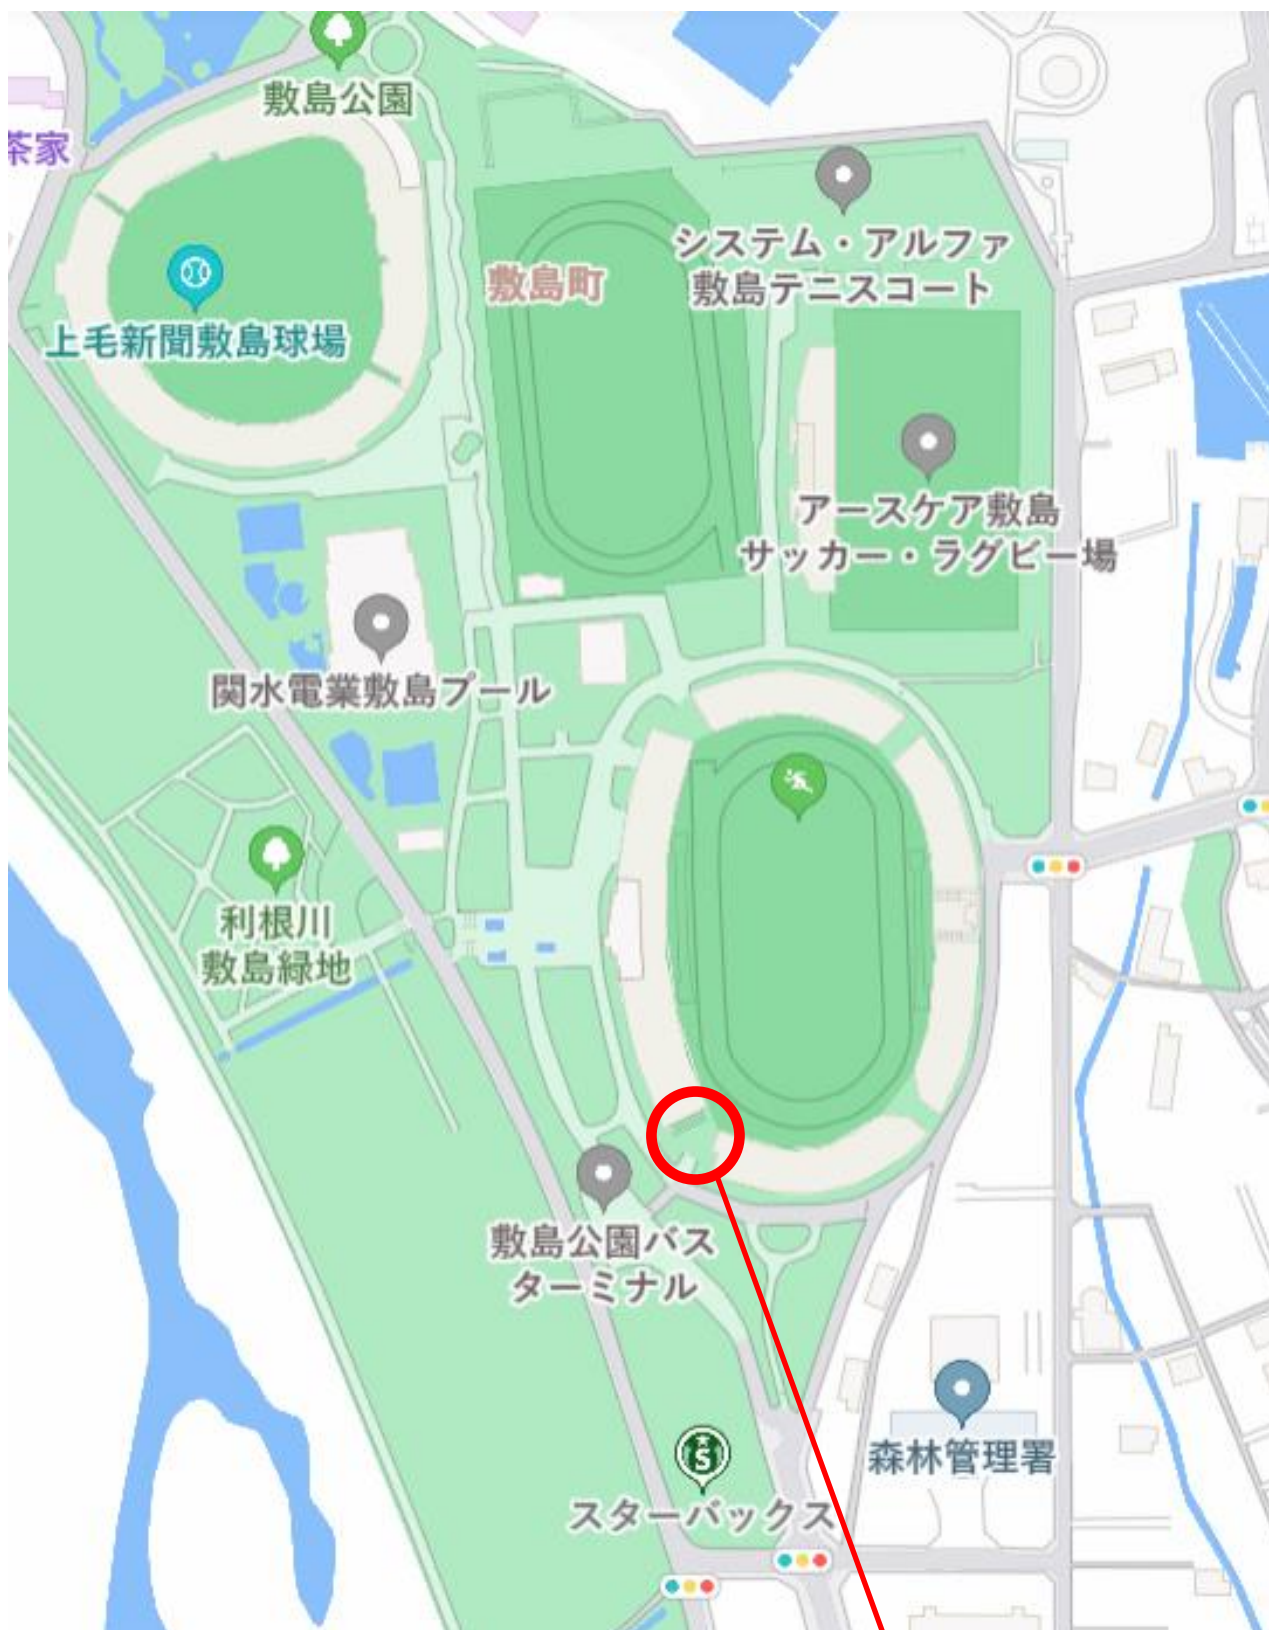 敷島公園
茶家
システム・アルファ
敷島テニスコート
敷島町
上毛新聞敷島球場
アースケア敷島
サッカー・ラグビー場
関水電業敷島プール
利根川
敷島緑地
敷島公園バス
ターミナル
森林管理署
スターバックス